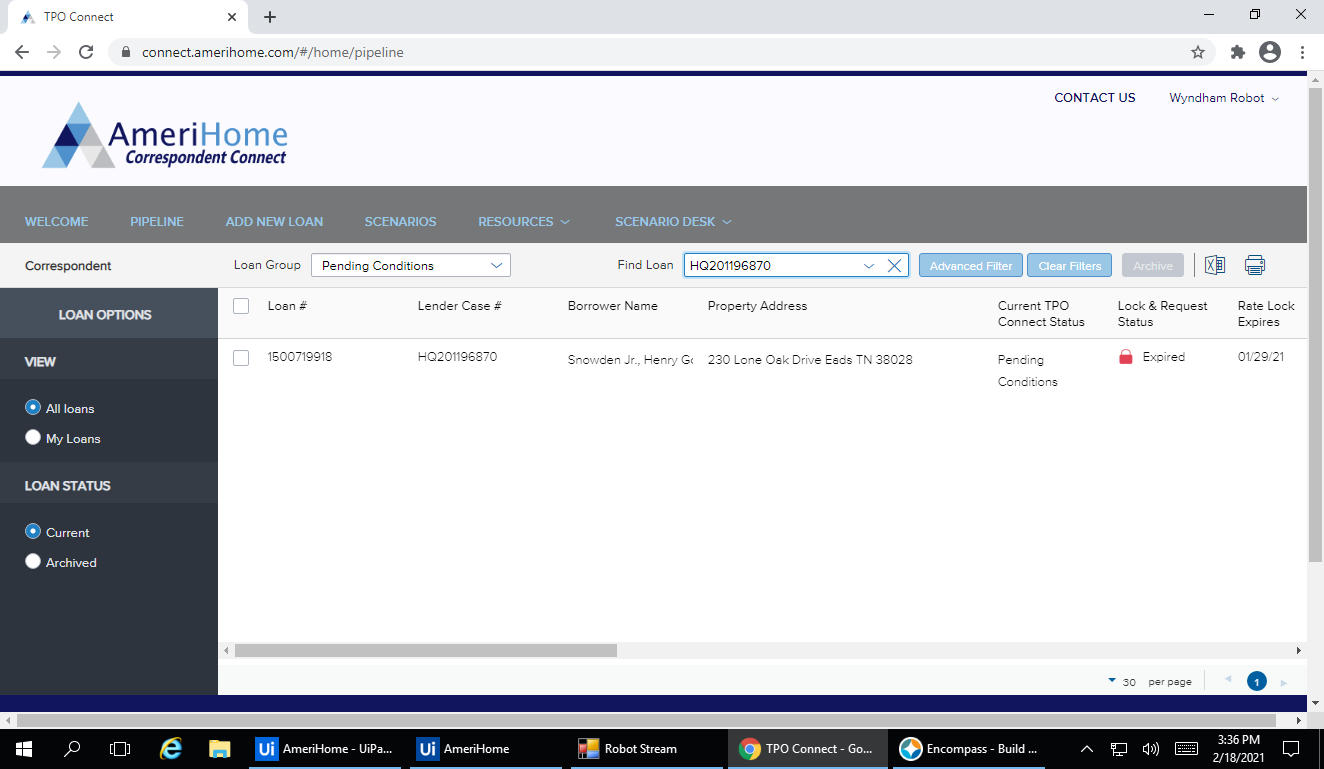 TPO Connect
connect.amerihome.com/#/home/pipeline
CONTACT US
Wyndham Robot
AmeriHome
Correspondent Connect
WELCOME
PIPELINE
ADD NEW LOAN
SCENARIOS
RESOURCES
SCENARIO DESK
Correspondent
Loan Group
Pending Conditions
Find Loan
HQ201196870
Advanced Filter
Clear Filters
Archive
LOAN OPTIONS
VIEW
All loans
My Loans
LOAN STATUS
Current
Archived
Loan #
Lender Case #
Borrower Name
Property Address
Current TPO
Connect Status
Lock & Request
Status
Rate Lock
Expires
1500719918
HQ201196870
Snowden Jr., Henry Go
230 Lone Oak Drive Eads TN 38028
Pending
Conditions
Expired
01/29/21
30 per page
1
Ui AmeriHome - UiPa...
Ui AmeriHome
Robot Stream
TPO Connect - Go...
Encompass - Build ...
3:36 PM
2/18/2021